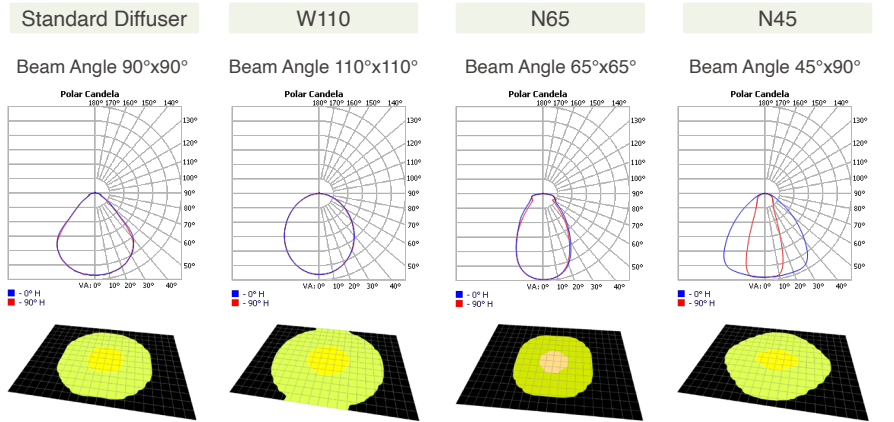 Standard Diffuser
Beam Angle 90°x90°
Polar Candela
180° 170° 160° 150° 140°
130°
120°
110°
100°
90°
80°
70°
60°
50°
VA: 0° 10° 20° 30° 40°
- 0° H
- 90° H
W110
Beam Angle 110°x110°
Polar Candela
180° 170° 160° 150° 140°
130°
120°
110°
100°
90°
80°
70°
60°
50°
VA: 0° 10° 20° 30° 40°
- 0° H
- 90° H
N65
Beam Angle 65°x65°
Polar Candela
180° 170° 160° 150° 140°
130°
120°
110°
100°
90°
80°
70°
60°
50°
VA: 0° 10° 20° 30° 40°
- 0° H
- 90° H
N45
Beam Angle 45°x90°
Polar Candela
180° 170° 160° 150° 140°
130°
120°
110°
100°
90°
80°
70°
60°
50°
VA: 0° 10° 20° 30° 40°
- 0° H
- 90° H